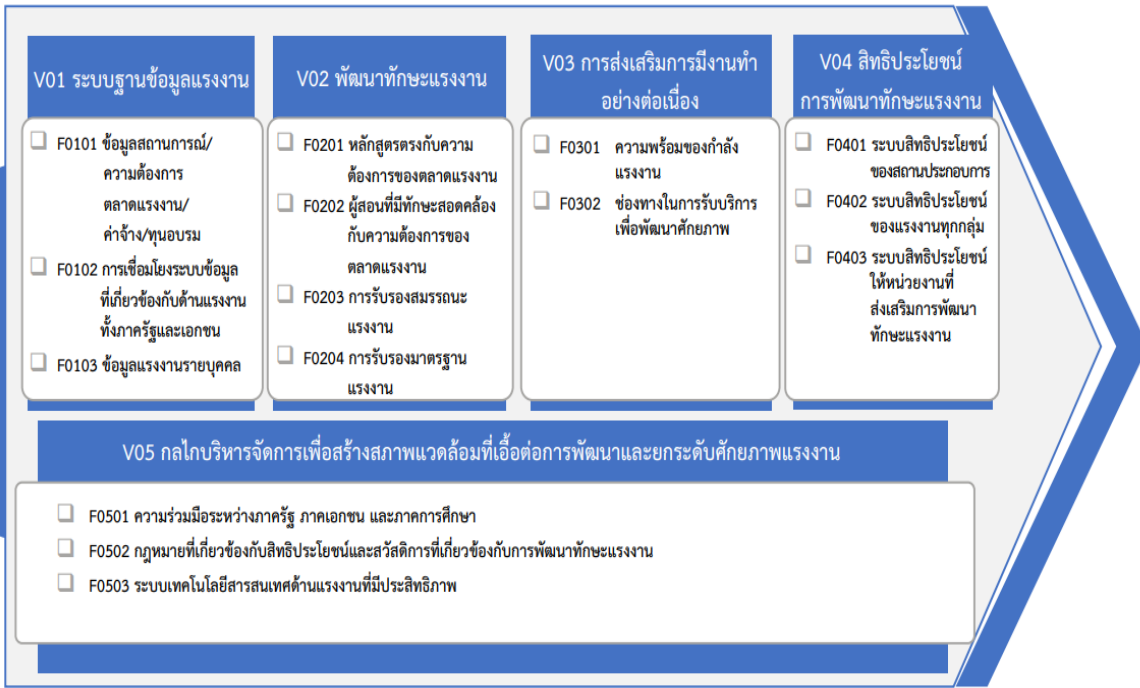 V01 ระบบฐานข้อมูลแรงงาน
❑ F0101 ข้อมูลสถานการณ์/
ความต้องการ
ตลาดแรงงาน/
ค่าจ้าง/ทุนอบรม
❑ F0102 การเชื่อมโยงระบบข้อมูล
ที่เกี่ยวข้องกับด้านแรงงาน
ทั้งภาครัฐและเอกชน
❑ F0103 ข้อมูลแรงงานรายบุคคล
V02 พัฒนาทักษะแรงงาน
❑ F0201 หลักสูตรตรงกับความ
ต้องการของตลาดแรงงาน
❑ F0202 ผู้สอนที่มีทักษะสอดคล้อง
กับความต้องการของ
ตลาดแรงงาน
❑ F0203 การรับรองสมรรถนะ
แรงงาน
❑ F0204 การรับรองมาตรฐาน
แรงงาน
V03 การส่งเสริมการมีงานทำ
อย่างต่อเนื่อง
❑ F0301 ความพร้อมของกำลัง
แรงงาน
❑ F0302 ช่องทางในการรับบริการ
เพื่อพัฒนาศักยภาพ
V04 สิทธิประโยชน์
การพัฒนาทักษะแรงงาน
❑ F0401 ระบบสิทธิประโยชน์
ของสถานประกอบการ
❑ F0402 ระบบสิทธิประโยชน์
ของแรงงานทุกกลุ่ม
❑ F0403 ระบบสิทธิประโยชน์
ให้หน่วยงานที่
ส่งเสริมการพัฒนา
ทักษะแรงงาน
V05 กลไกบริหารจัดการเพื่อสร้างสภาพแวดล้อมที่เอื้อต่อการพัฒนาและยกระดับศักยภาพแรงงาน
❑ F0501 ความร่วมมือระหว่างภาครัฐ ภาคเอกชน และภาคการศึกษา
❑ F0502 กฎหมายที่เกี่ยวข้องกับสิทธิประโยชน์และสวัสดิการที่เกี่ยวข้องกับการพัฒนาทักษะแรงงาน
❑ F0503 ระบบเทคโนโลยีสารสนเทศด้านแรงงานที่มีประสิทธิภาพ